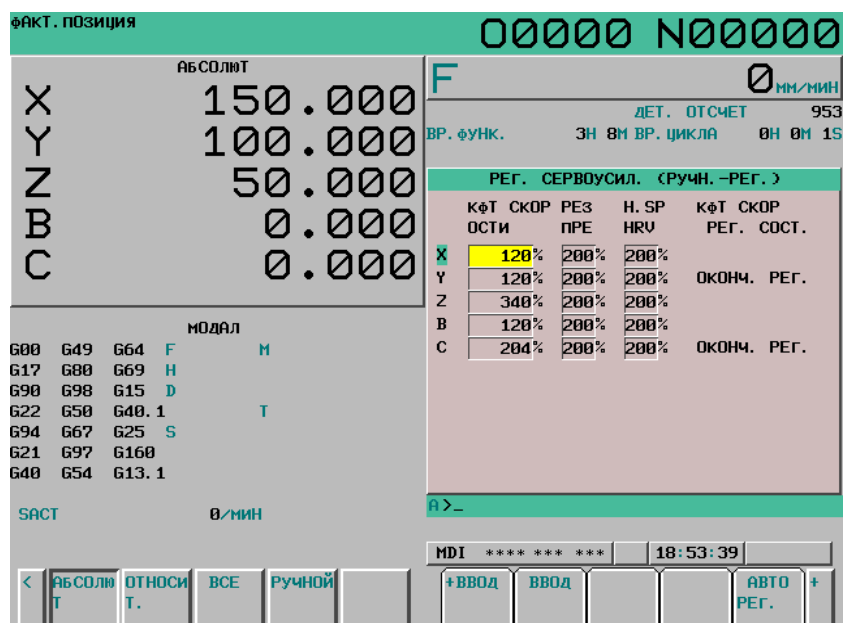 ФАКТ.ПОЗИЦИЯ
O0000 N00000
АБСОЛЮТ
X 150.000
Y 100.000
Z 50.000
B 0.000
C 0.000
F 0 ММ/МИН
ДЕТ. ОТСЧЕТ 953
ВР.ФУНК. 3H 8M ВР.ЦИКЛА 0H 0M 1S
РЕГ. СЕРВОУСИЛ. (РУЧН.-РЕГ.)
КФТ СКОР РЕЗ Н.SP КФТ СКОР
ОСТИ ПРЕ HRV РЕГ. СОСТ.
X 120% 200% 200%
Y 120% 200% 200% ОКОНЧ. РЕГ.
Z 340% 200% 200%
B 120% 200% 200%
C 204% 200% 200% ОКОНЧ. РЕГ.
МОДАЛ
G00 G49 G64 F M
G17 G80 G69 H
G90 G98 G15 D
G22 G50 G40.1 T
G94 G67 G25 S
G21 G97 G160
G40 G54 G13.1
SACT 0/МИН
A>_
MDI **** *** *** 18:53:39
< АБСОЛЮ ОТНОСИ ВСЕ РУЧНОЙ
Т Т.
+ВВОД ВВОД АВТО +
РЕГ.